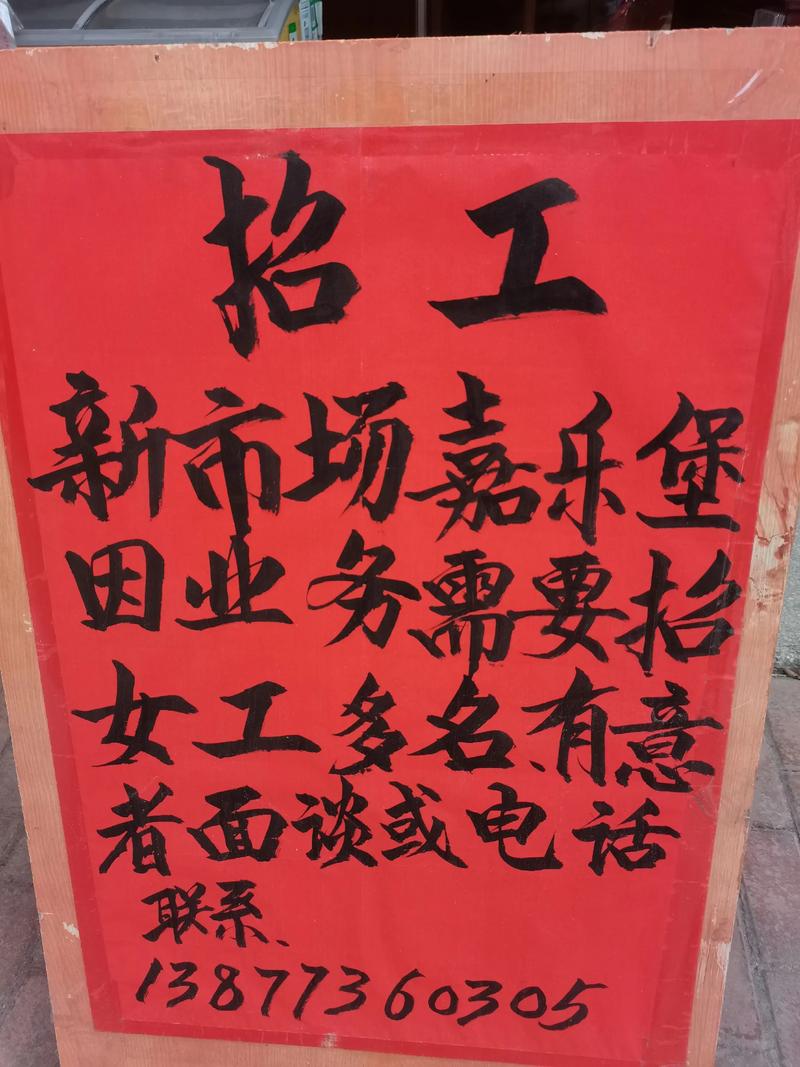 招工
新市场嘉乐堡
因业务需要招
女工多名有意
者面谈或电话
联系、
13877360305